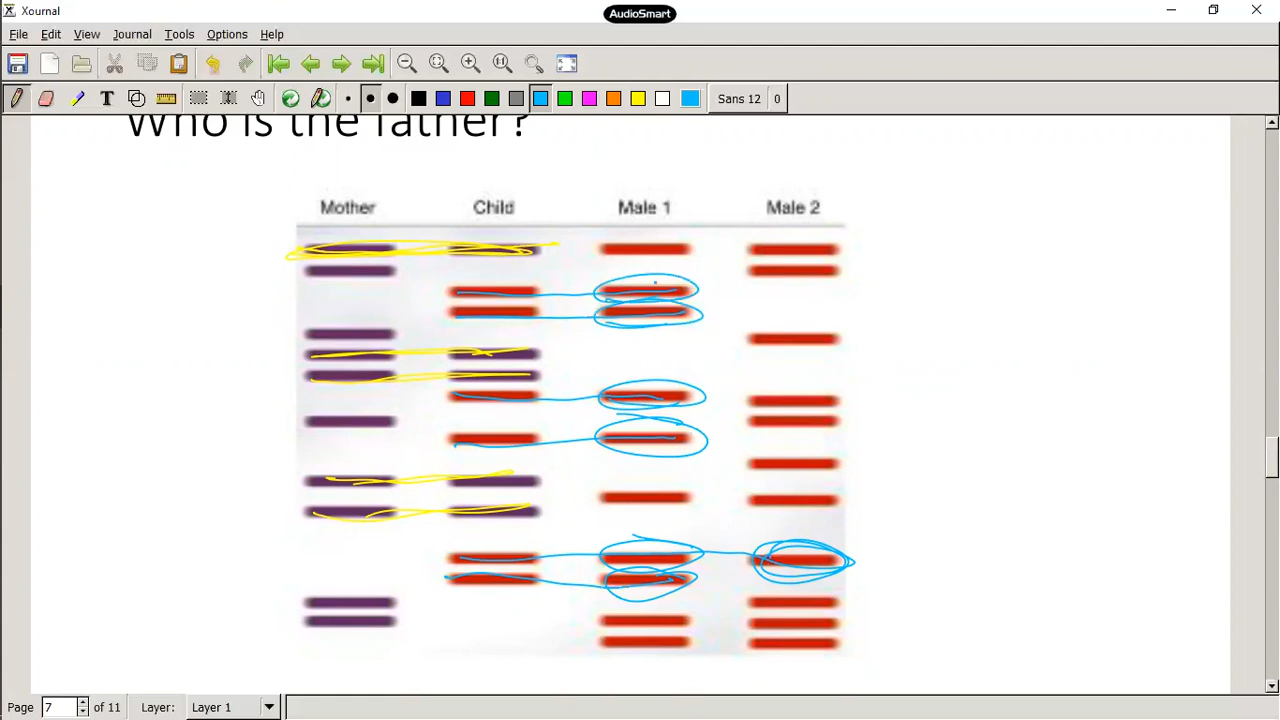 Xournal
AudioSmart
File Edit View Journal Tools Options Help
Sans 12 0
Who is the father?
Mother Child Male 1 Male 2
Page 7 of 11 Layer: Layer 1